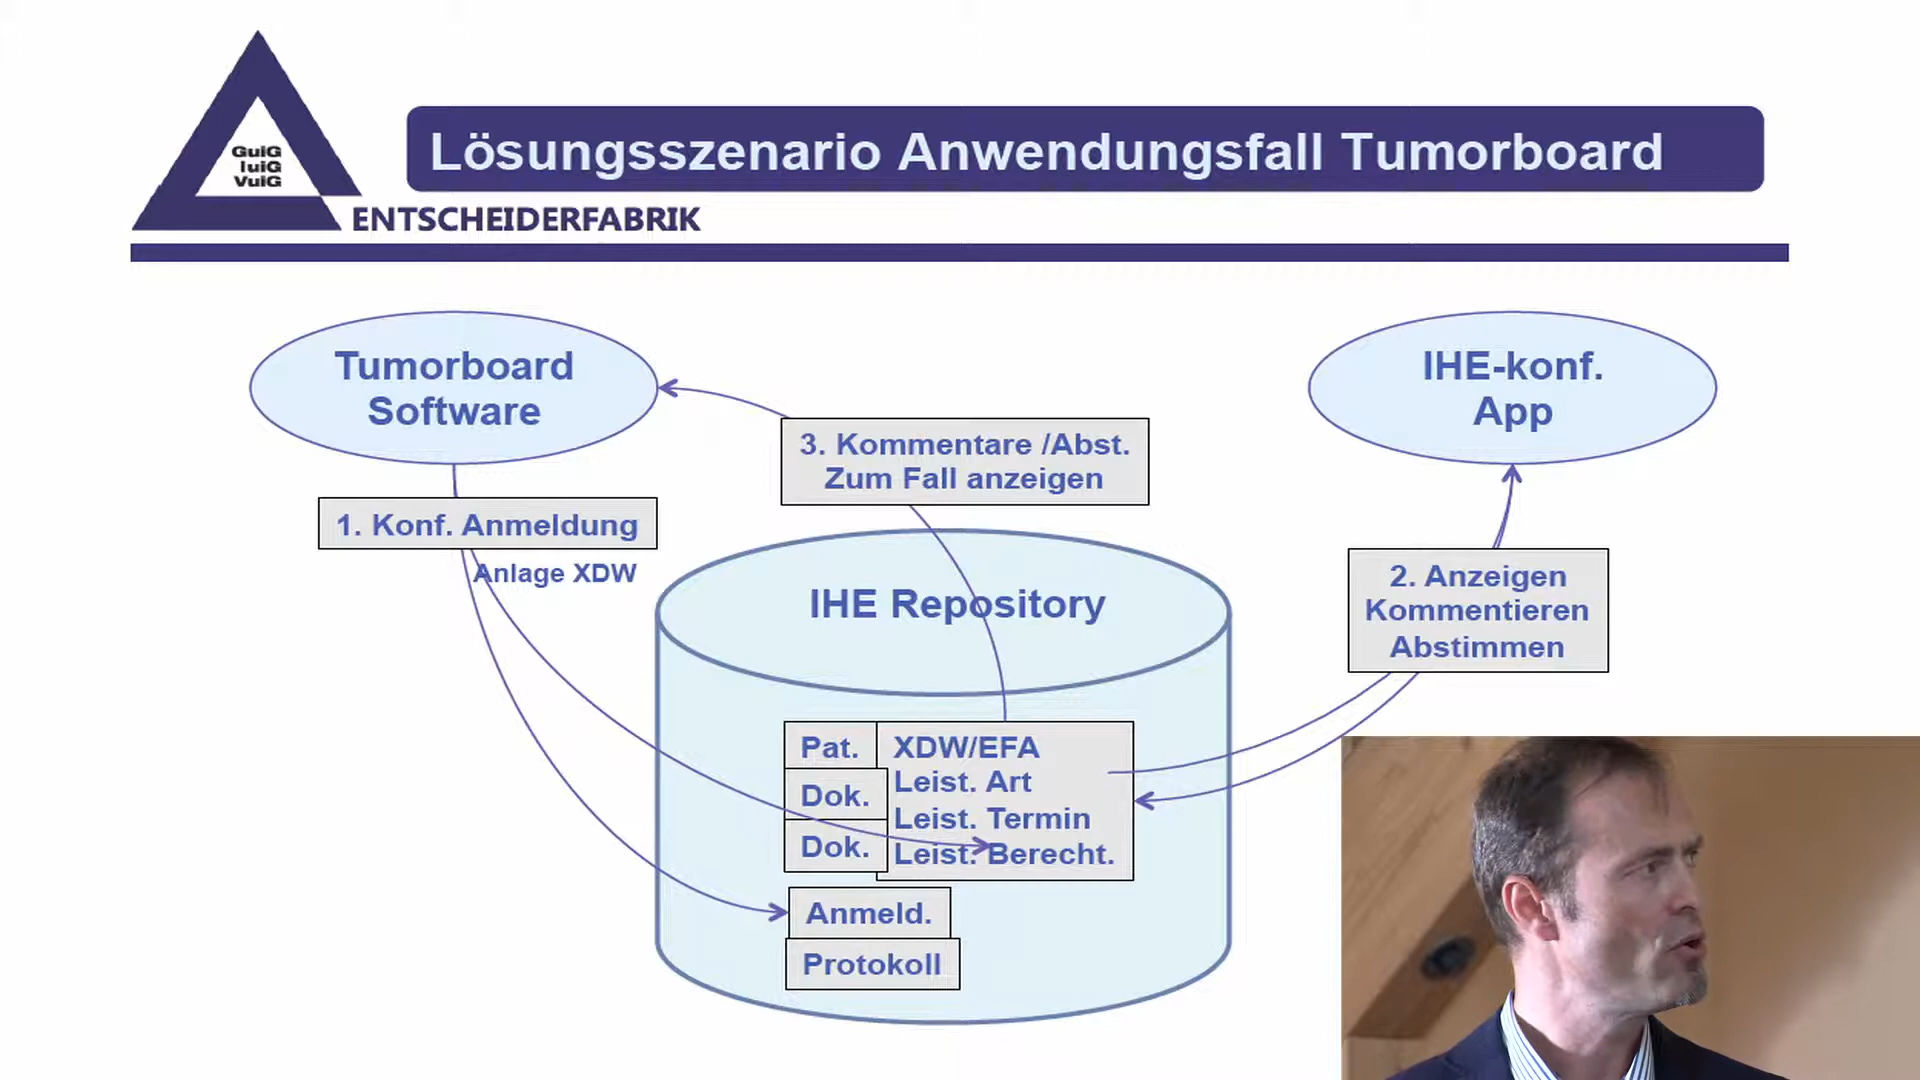 GuiG
IuiG
VuiG
ENTSCHEIDERFABRIK
Lösungsszenario Anwendungsfall Tumorboard
Tumorboard
Software
IHE-konf.
App
3. Kommentare /Abst.
Zum Fall anzeigen
1. Konf. Anmeldung
Anlage XDW
2. Anzeigen
Kommentieren
Abstimmen
IHE Repository
Pat.
Dok.
Dok.
XDW/EFA
Leist. Art
Leist. Termin
Leist. Berecht.
Anmeld.
Protokoll